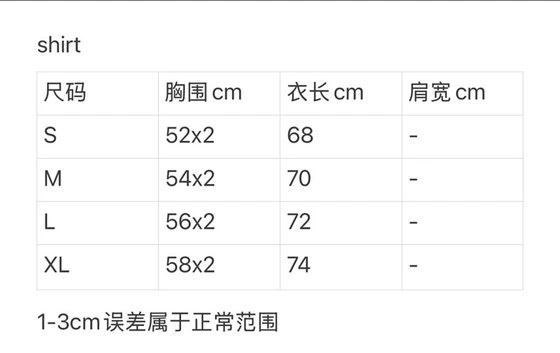 shirt
尺码 胸围cm 衣长cm 肩宽cm
S 52x2 68 -
M 54x2 70 -
L 56x2 72 -
XL 58x2 74 -
1-3cm误差属于正常范围